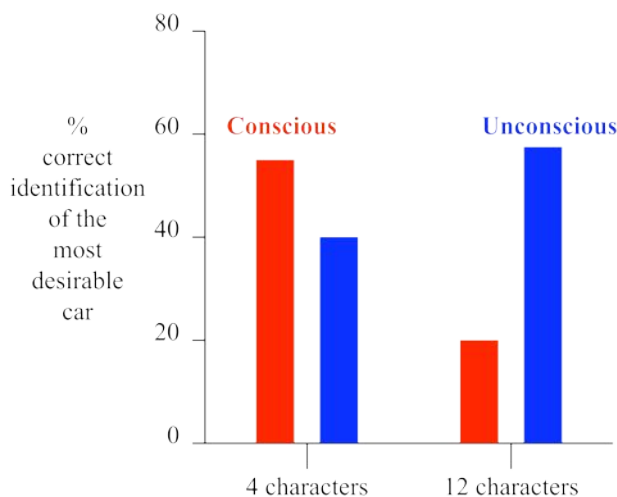 80
60
40
20
0
%
correct
identification
of the
most
desirable
car
Conscious
Unconscious
4 characters
12 characters